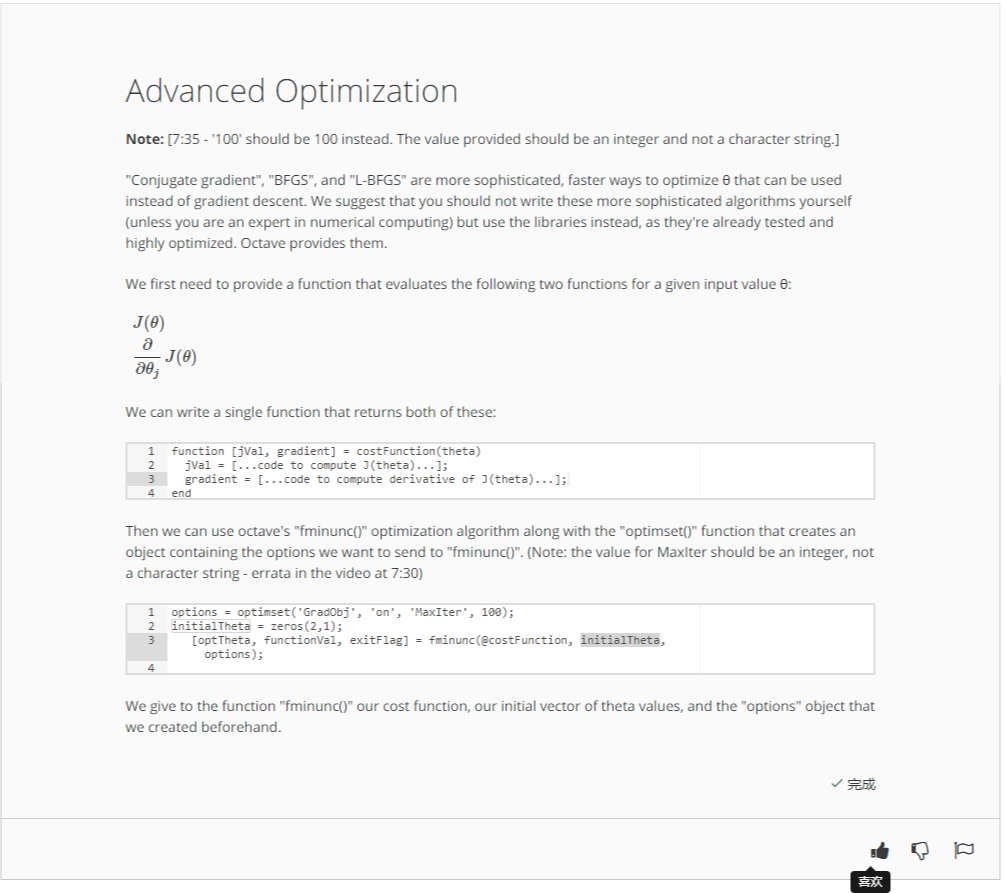 Advanced Optimization
Note: [7:35 - '100' should be 100 instead. The value provided should be an integer and not a character string.]
"Conjugate gradient", "BFGS", and "L-BFGS" are more sophisticated, faster ways to optimize θ that can be used
instead of gradient descent. We suggest that you should not write these more sophisticated algorithms yourself
(unless you are an expert in numerical computing) but use the libraries instead, as they're already tested and
highly optimized. Octave provides them.
We first need to provide a function that evaluates the following two functions for a given input value θ:
J(θ)
∂
∂θj J(θ)
We can write a single function that returns both of these:
1 function [jVal, gradient] = costFunction(theta)
2   jVal = [...code to compute J(theta)...];
3   gradient = [...code to compute derivative of J(theta)...];
4 end
Then we can use octave's "fminunc()" optimization algorithm along with the "optimset()" function that creates an
object containing the options we want to send to "fminunc()". (Note: the value for MaxIter should be an integer, not
a character string - errata in the video at 7:30)
1 options = optimset('GradObj', 'on', 'MaxIter', 100);
2 initialTheta = zeros(2,1);
3    [optTheta, functionVal, exitFlag] = fminunc(@costFunction, initialTheta,
     options);
4
We give to the function "fminunc()" our cost function, our initial vector of theta values, and the "options" object that
we created beforehand.
✓ 完成
喜欢